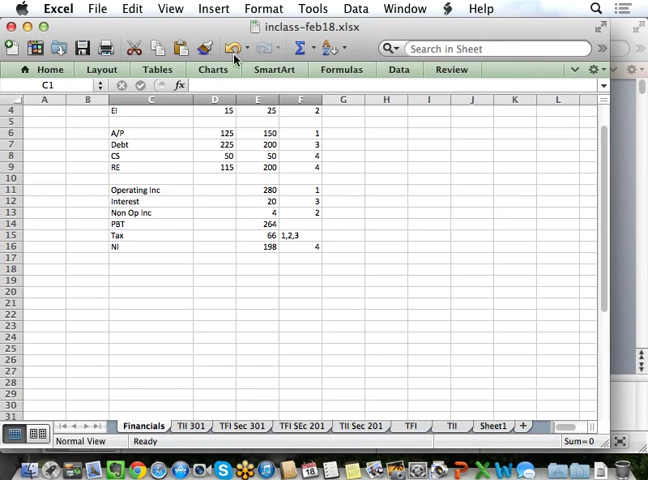 Excel File Edit View Insert Format Tools Data Window Help
inclass-feb18.xlsx
Search in Sheet
Home Layout Tables Charts SmartArt Formulas Data Review
C1 fx
A B C D E F G H I J K L
4 EI 15 25 2
5
6 A/P 125 150 1
7 Debt 225 200 3
8 CS 50 50 4
9 RE 115 200 4
10
11 Operating Inc 280 1
12 Interest 20 3
13 Non Op Inc 4 2
14 PBT 264
15 Tax 66 1,2,3
16 NI 198 4
17
18
19
20
21
22
23
24
25
26
27
28
29
30
31
Financials TII 301 TFI Sec 301 TFI SEc 201 TII Sec 201 TFI TII Sheet1
Normal View Ready Sum=0
18